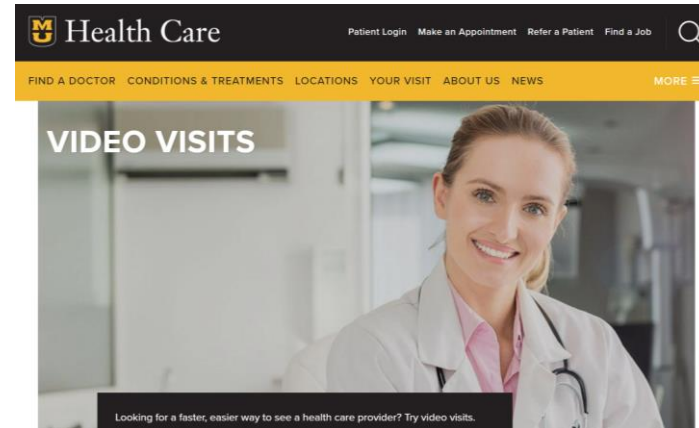 MU Health Care
Patient Login Make an Appointment Refer a Patient Find a Job
FIND A DOCTOR CONDITIONS & TREATMENTS LOCATIONS YOUR VISIT ABOUT US NEWS MORE
VIDEO VISITS
Looking for a faster, easier way to see a health care provider? Try video visits.